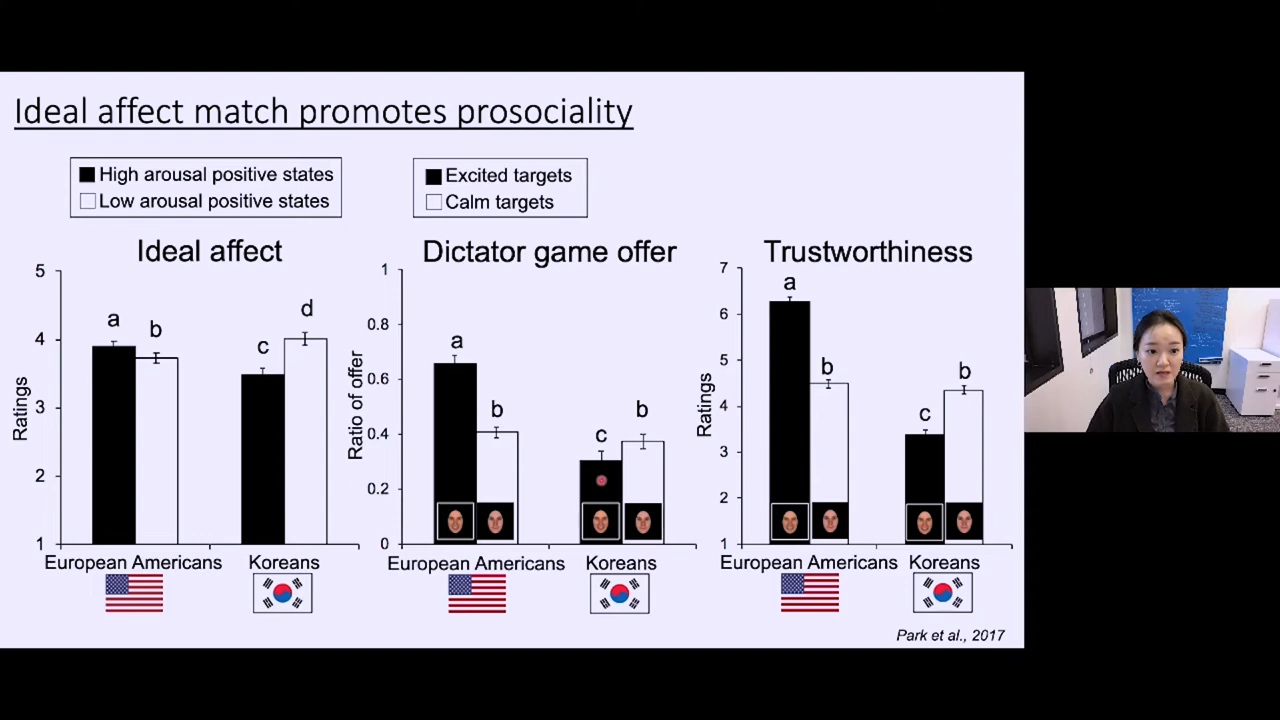 Ideal affect match promotes prosociality
High arousal positive states
Low arousal positive states
Excited targets
Calm targets
Ideal affect
5
4
3
2
1
Ratings
a
b
c
d
European Americans
Koreans
Dictator game offer
1
0.8
0.6
0.4
0.2
0
Ratio of offer
a
b
c
b
European Americans
Koreans
Trustworthiness
7
6
5
4
3
2
1
Ratings
a
b
c
b
European Americans
Koreans
Park et al., 2017